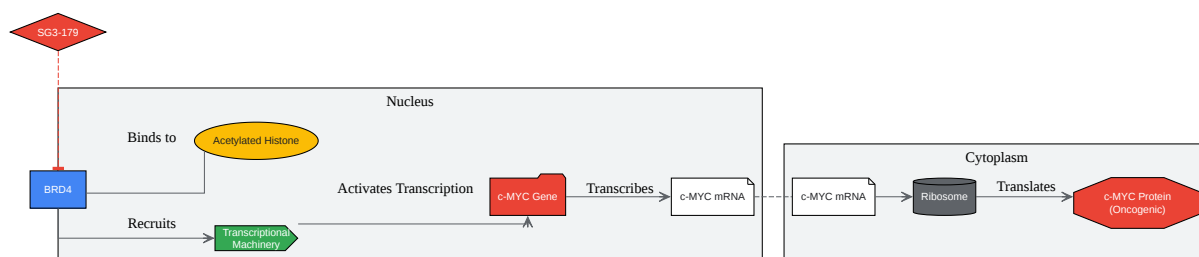 SG3-179
Nucleus
Binds to
Acetylated Histone
BRD4
Activates Transcription
c-MYC Gene
Transcribes
c-MYC mRNA
Recruits
Transcriptional
Machinery
Cytoplasm
c-MYC mRNA
Ribosome
Translates
c-MYC Protein
(Oncogenic)